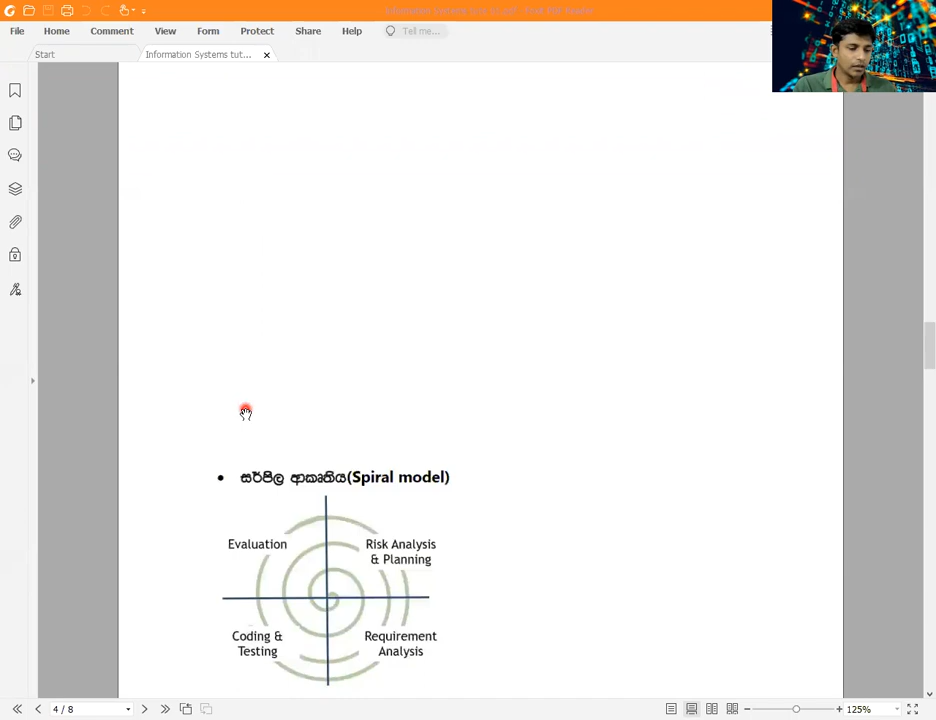 File Home Comment View Form Protect Share Help Tell me...
Start Information Systems tut...
• සර්පිල ආකෘතිය(Spiral model)
Evaluation
Risk Analysis
& Planning
Coding &
Testing
Requirement
Analysis
4 / 8
125%